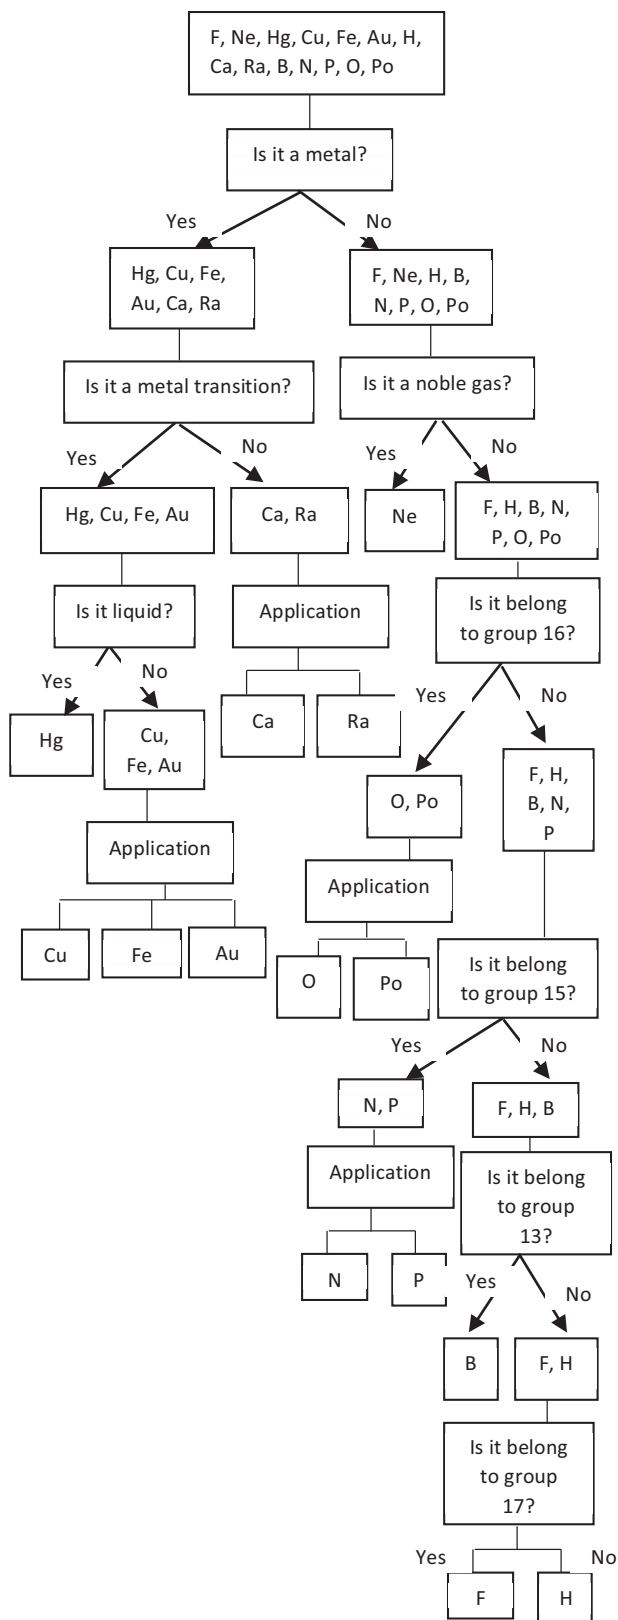 F, Ne, Hg, Cu, Fe, Au, H,
Ca, Ra, B, N, P, O, Po
Is it a metal?
Yes
No
Hg, Cu, Fe,
Au, Ca, Ra
F, Ne, H, B,
N, P, O, Po
Is it a metal transition?
Is it a noble gas?
Yes
No
Yes
No
Hg, Cu, Fe, Au
Ca, Ra
Ne
F, H, B, N,
P, O, Po
Is it liquid?
Application
Is it belong
to group 16?
Yes
No
Ca
Ra
Yes
No
Hg
Cu,
Fe, Au
O, Po
F, H,
B, N,
P
Application
Application
Cu
Fe
Au
O
Po
Is it belong
to group 15?
Yes
No
N, P
F, H, B
Application
Is it belong
to group
13?
N
P
Yes
No
B
F, H
Is it belong
to group
17?
Yes
No
F
H